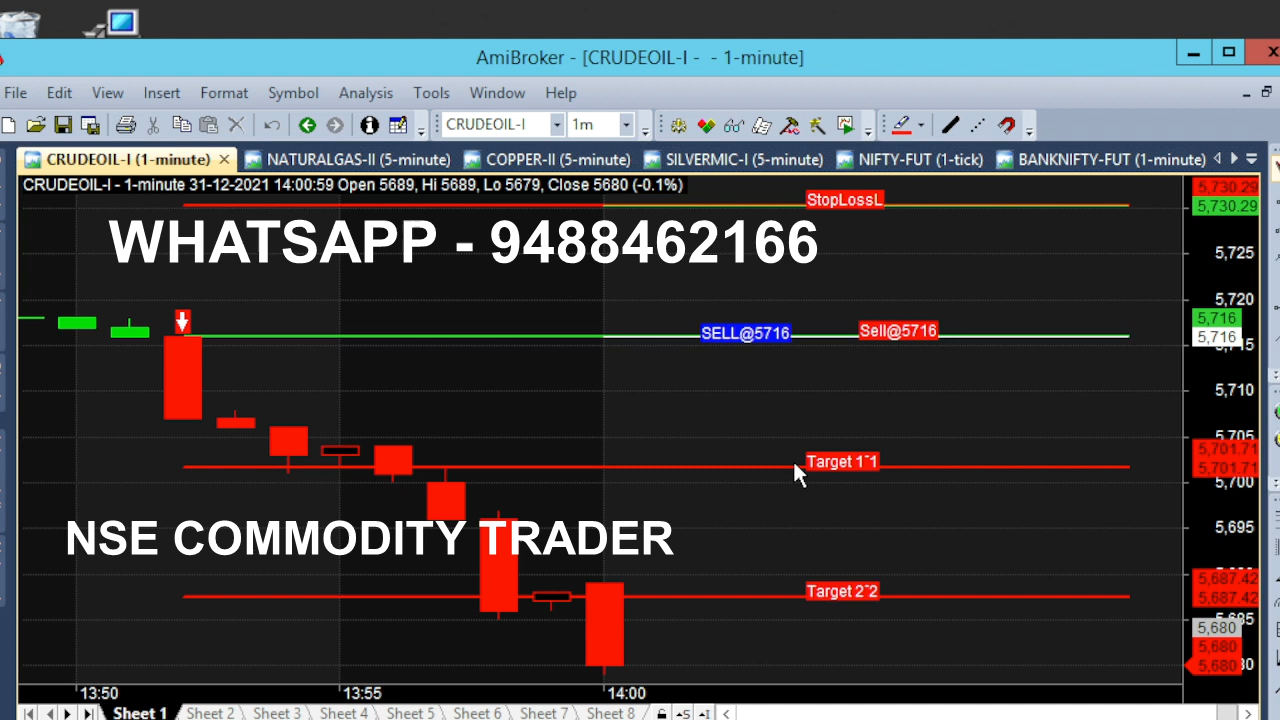 AmiBroker - [CRUDEOIL-I - - 1-minute]
File Edit View Insert Format Symbol Analysis Tools Window Help
CRUDEOIL-I 1m
CRUDEOIL-I (1-minute) NATURALGAS-II (5-minute) COPPER-II (5-minute) SILVERMIC-I (5-minute) NIFTY-FUT (1-tick) BANKNIFTY-FUT (1-minute)
CRUDEOIL-I - 1-minute 31-12-2021 14:00:59 Open 5689, Hi 5689, Lo 5679, Close 5680 (-0.1%)
5,730.29
StopLossL
5,730.29
WHATSAPP - 9488462166
5,725
5,720
5,716
SELL@5716 Sell@5716
5,716
5,715
5,710
5,705
5,701.71
Target 1~1
5,701.71
5,700
5,695
NSE COMMODITY TRADER
5,687.42
Target 2~2
5,687.42
5,680
5,680
5,680
13:50 13:55 14:00
Sheet 1 Sheet 2 Sheet 3 Sheet 4 Sheet 5 Sheet 6 Sheet 7 Sheet 8